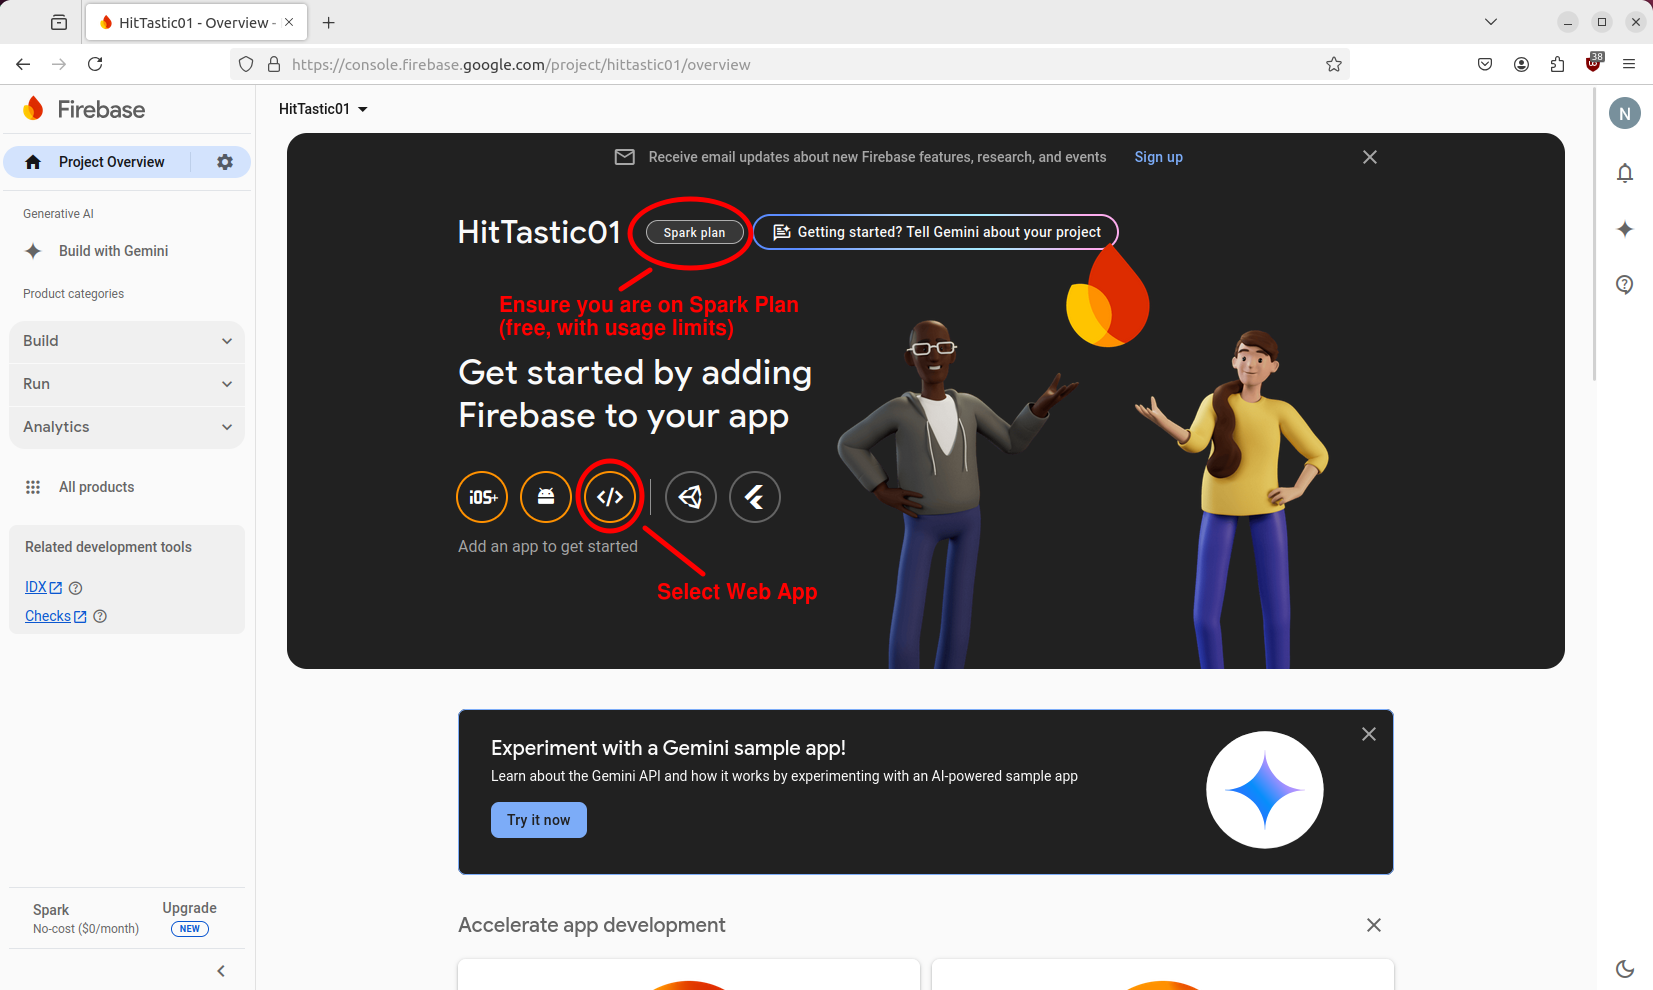 HitTastic01 - Overview -
https://console.firebase.google.com/project/hittastic01/overview
38
Firebase
HitTastic01
N
Project Overview
Receive email updates about new Firebase features, research, and events Sign up
Generative AI
Build with Gemini
Product categories
Build
Run
Analytics
All products
Related development tools
IDX
Checks
HitTastic01 Spark plan Getting started? Tell Gemini about your project
Ensure you are on Spark Plan
(free, with usage limits)
Get started by adding
Firebase to your app
iOS+
Add an app to get started
Select Web App
Experiment with a Gemini sample app!
Learn about the Gemini API and how it works by experimenting with an AI-powered sample app
Try it now
Spark
No-cost ($0/month)
Upgrade
NEW
Accelerate app development